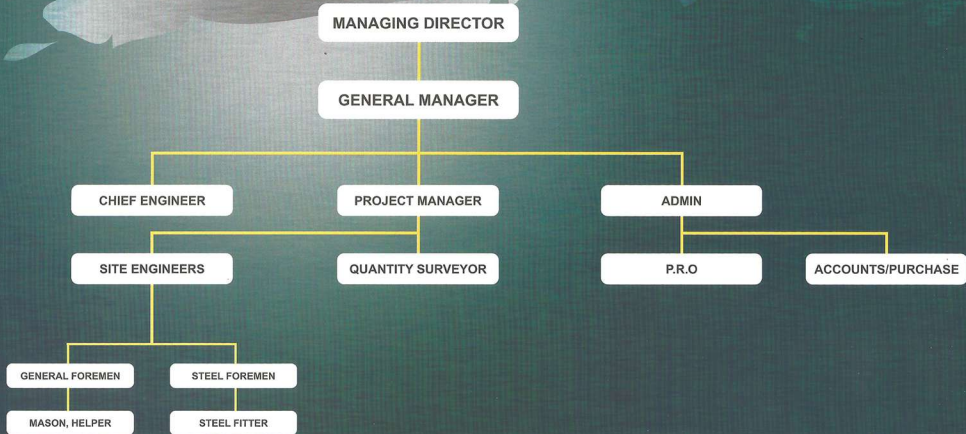 MANAGING DIRECTOR
GENERAL MANAGER
CHIEF ENGINEER
PROJECT MANAGER
ADMIN
SITE ENGINEERS
QUANTITY SURVEYOR
P.R.O
ACCOUNTS/PURCHASE
GENERAL FOREMEN
STEEL FOREMEN
MASON, HELPER
STEEL FITTER